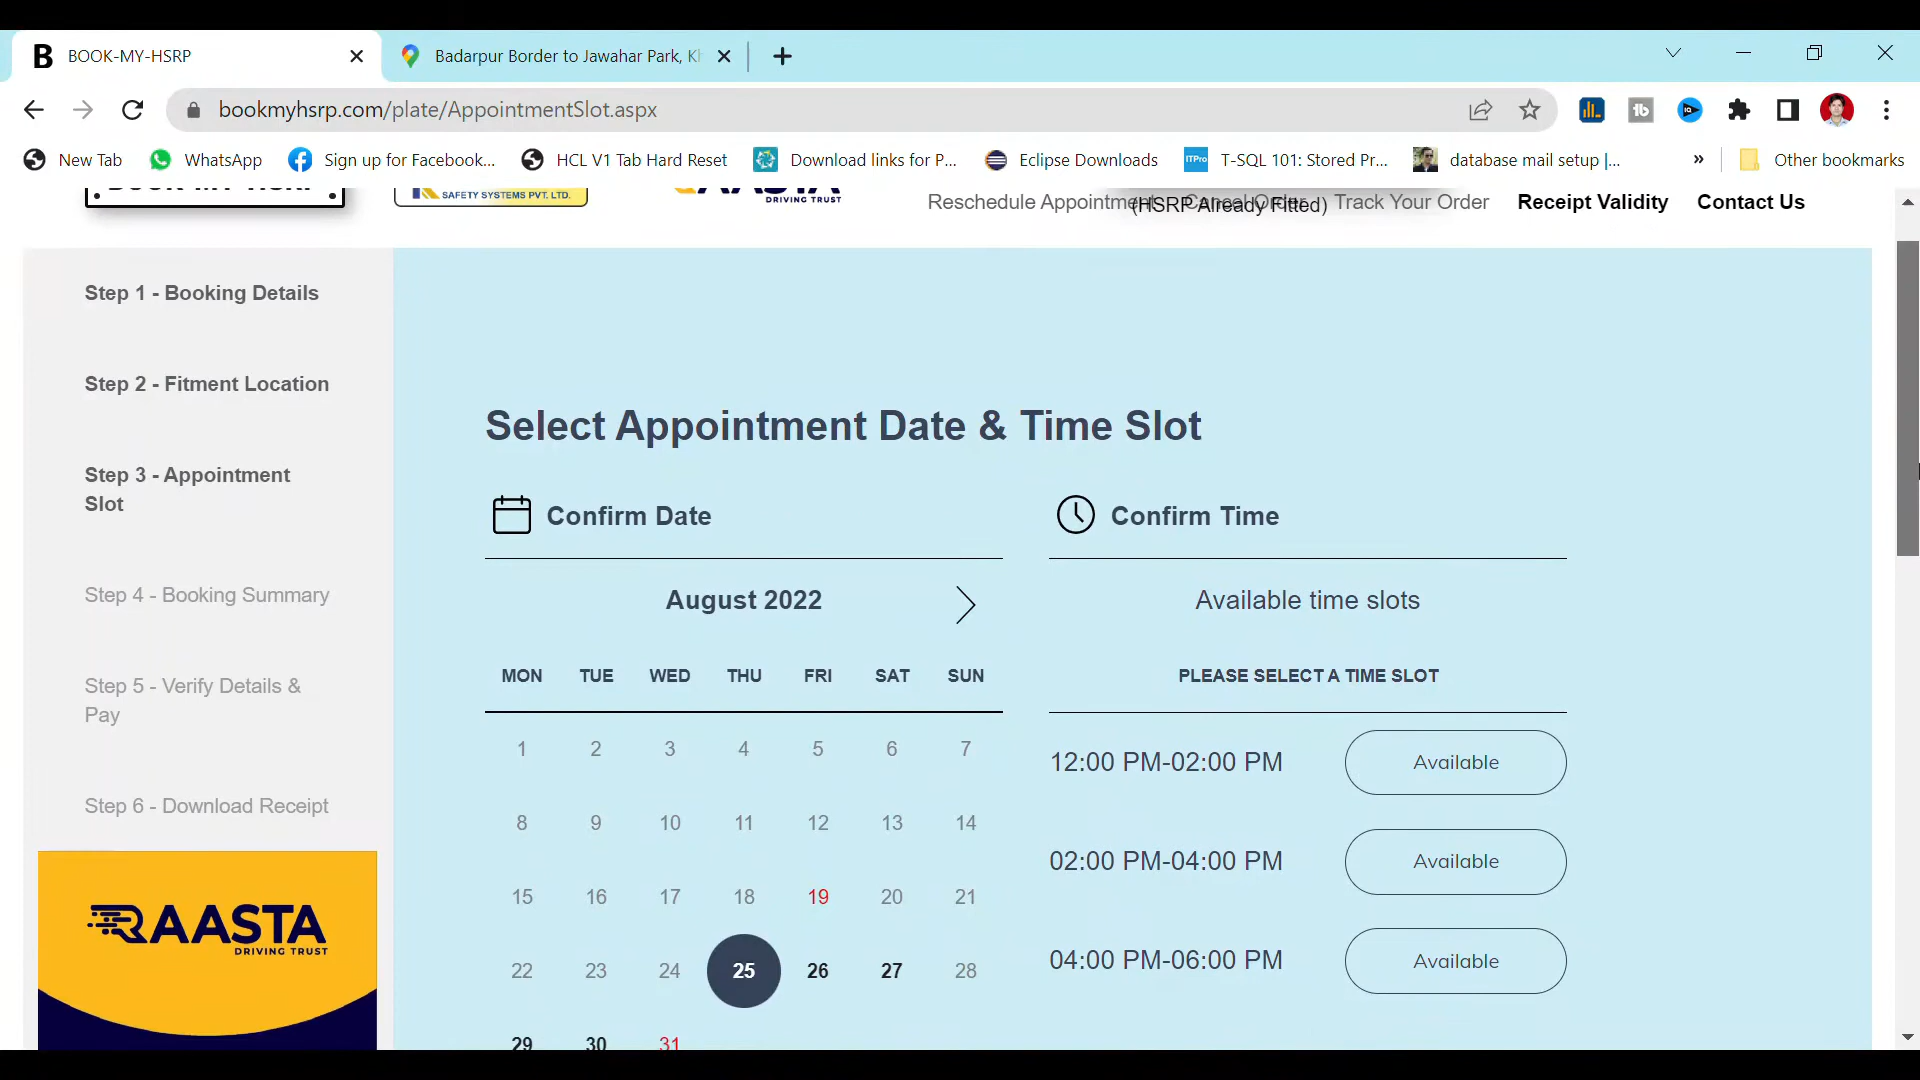 BOOK-MY-HSRP
Badarpur Border to Jawahar Park, K
bookmyhsrp.com/plate/AppointmentSlot.aspx
New Tab WhatsApp Sign up for Facebook... HCL V1 Tab Hard Reset Download links for P... Eclipse Downloads T-SQL 101: Stored Pr... database mail setup |... » Other bookmarks
BOOK MY HSRP
SAFETY SYSTEMS PVT. LTD.
RAASTA
DRIVING TRUST
Reschedule Appointment Cancel Order Track Your Order Receipt Validity Contact Us
(HSRP Already Fitted)
Step 1 - Booking Details
Step 2 - Fitment Location
Step 3 - Appointment
Slot
Step 4 - Booking Summary
Step 5 - Verify Details &
Pay
Step 6 - Download Receipt
RAASTA
DRIVING TRUST
Select Appointment Date & Time Slot
Confirm Date
August 2022
MON TUE WED THU FRI SAT SUN
1 2 3 4 5 6 7
8 9 10 11 12 13 14
15 16 17 18 19 20 21
22 23 24 25 26 27 28
29 30 31
Confirm Time
Available time slots
PLEASE SELECT A TIME SLOT
12:00 PM-02:00 PM Available
02:00 PM-04:00 PM Available
04:00 PM-06:00 PM Available